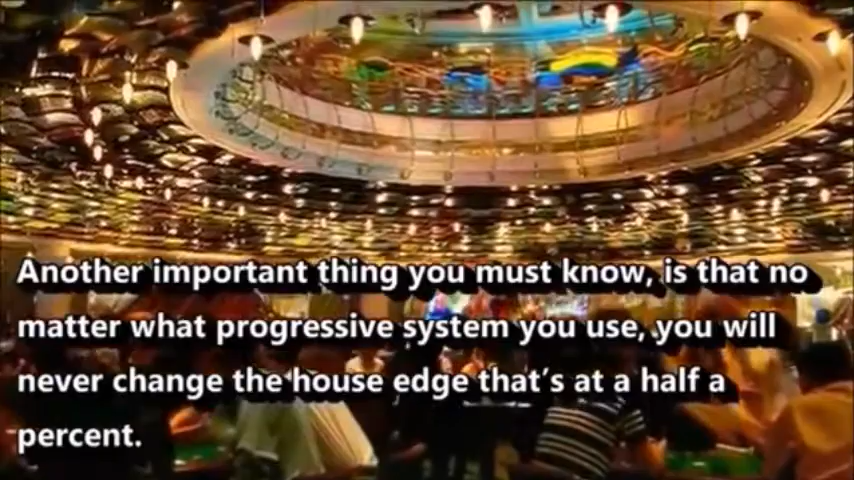 Another important thing you must know, is that no
matter what progressive system you use, you will
never change the house edge that's at a half a
percent.